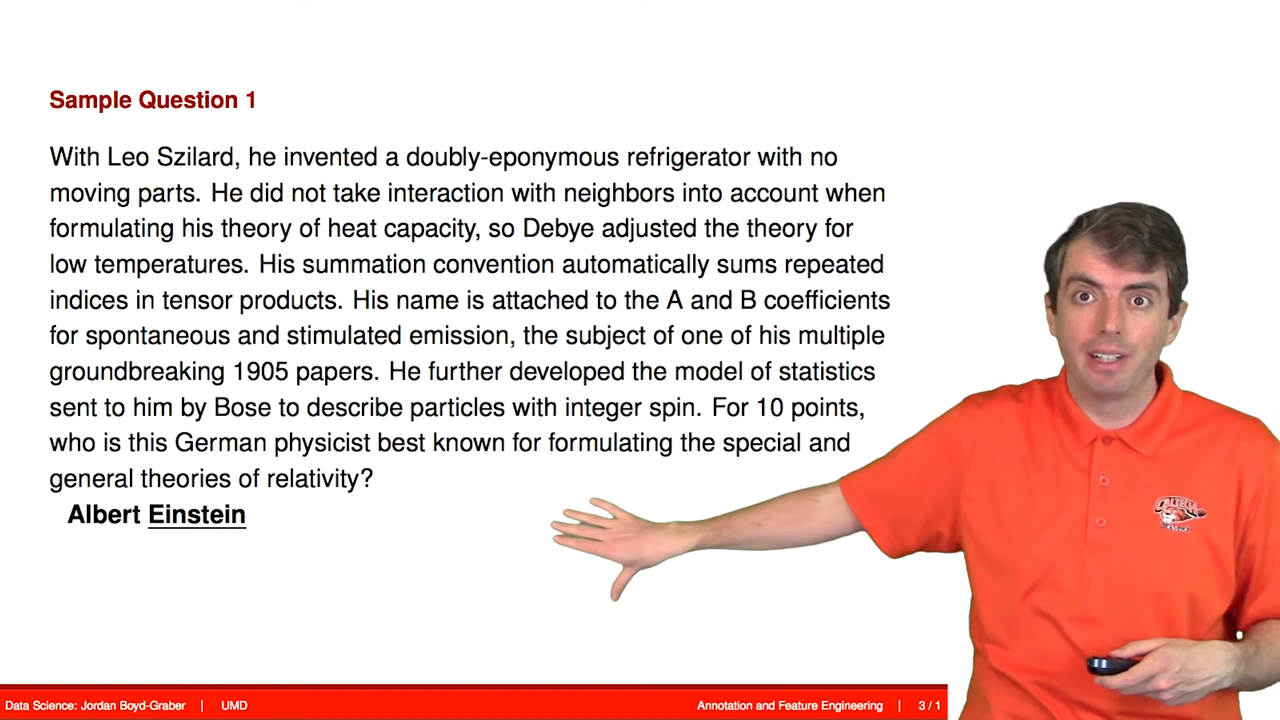 Sample Question 1
With Leo Szilard, he invented a doubly-eponymous refrigerator with no
moving parts. He did not take interaction with neighbors into account when
formulating his theory of heat capacity, so Debye adjusted the theory for
low temperatures. His summation convention automatically sums repeated
indices in tensor products. His name is attached to the A and B coefficients
for spontaneous and stimulated emission, the subject of one of his multiple
groundbreaking 1905 papers. He further developed the model of statistics
sent to him by Bose to describe particles with integer spin. For 10 points,
who is this German physicist best known for formulating the special and
general theories of relativity?
Albert Einstein
Data Science: Jordan Boyd-Graber | UMD
Annotation and Feature Engineering | 3 / 1